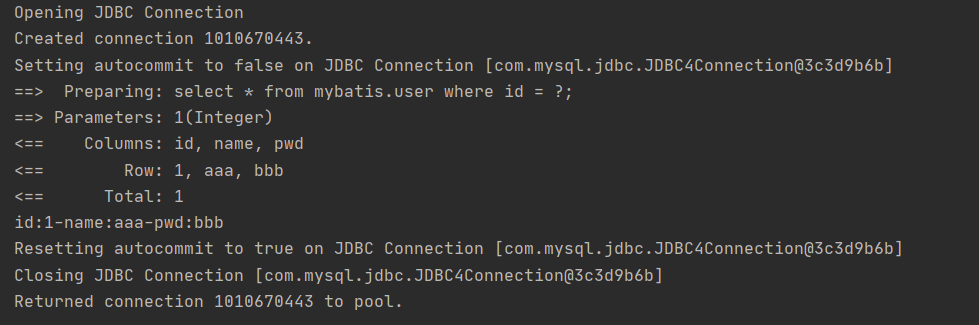 Opening JDBC Connection
Created connection 1010670443.
Setting autocommit to false on JDBC Connection [com.mysql.jdbc.JDBC4Connection@3c3d9b6b]
==>  Preparing: select * from mybatis.user where id = ?;
==> Parameters: 1(Integer)
<==    Columns: id, name, pwd
<==        Row: 1, aaa, bbb
<==      Total: 1
id:1-name:aaa-pwd:bbb
Resetting autocommit to true on JDBC Connection [com.mysql.jdbc.JDBC4Connection@3c3d9b6b]
Closing JDBC Connection [com.mysql.jdbc.JDBC4Connection@3c3d9b6b]
Returned connection 1010670443 to pool.